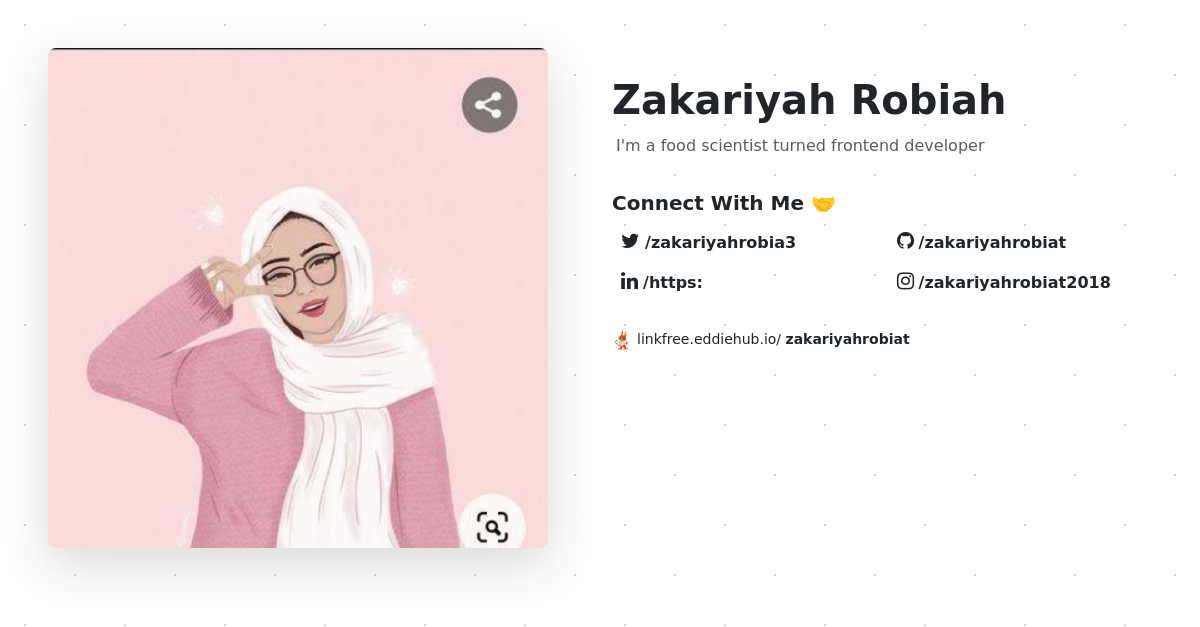 Zakariyah Robiah
I'm a food scientist turned frontend developer
Connect With Me 🤝
/zakariyahrobia3
/zakariyahrobiat
/https:
/zakariyahrobiat2018
linkfree.eddiehub.io/ zakariyahrobiat